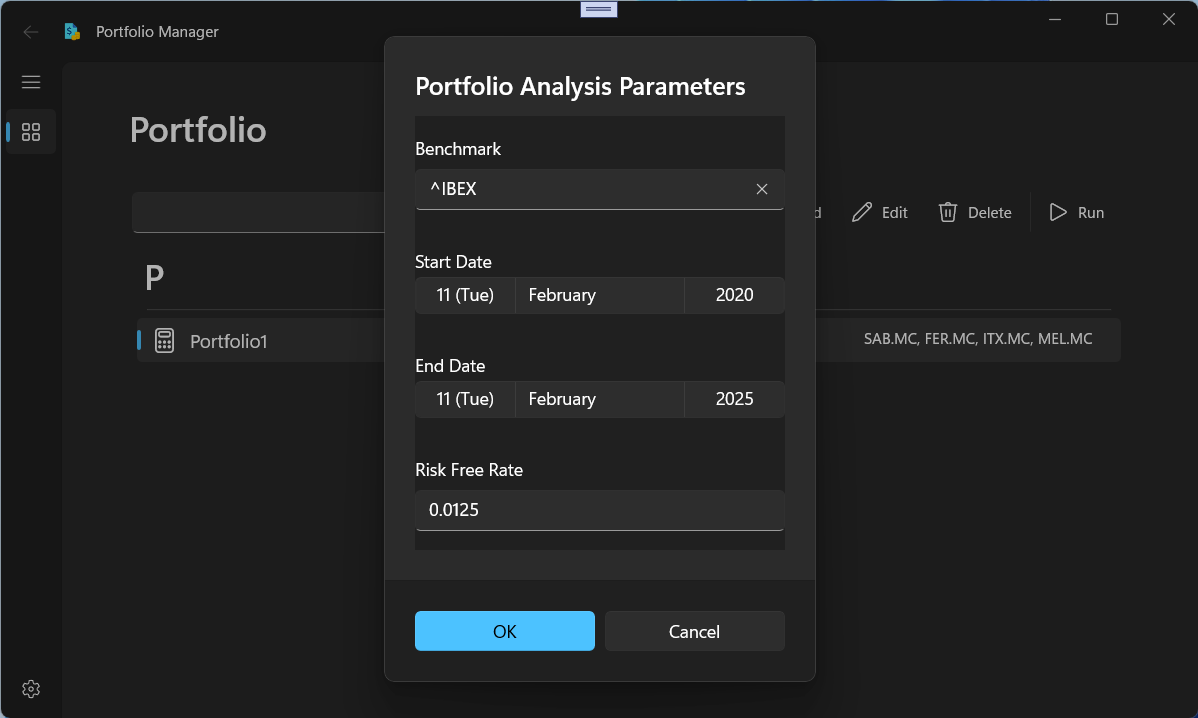 Portfolio Manager
Portfolio Analysis Parameters
Portfolio
Benchmark
^IBEX
Edit
Delete
Run
Start Date
P
11 (Tue) February 2020
Portfolio1
SAB.MC, FER.MC, ITX.MC, MEL.MC
End Date
11 (Tue) February 2025
Risk Free Rate
0.0125
OK
Cancel